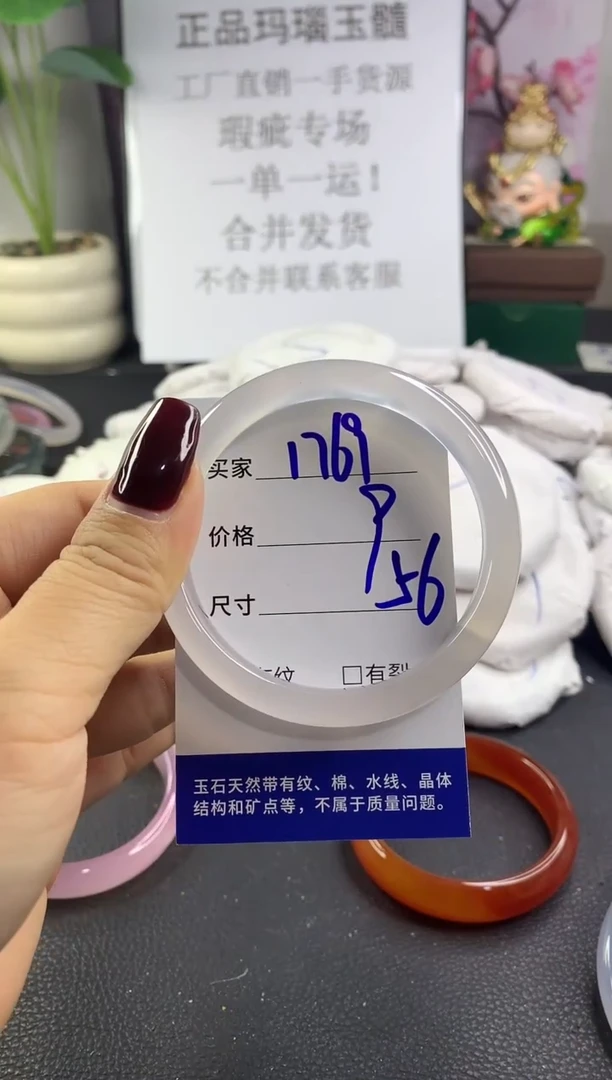 正品玛瑙玉髓
工厂直销一手货源
瑕疵专场
一单一运！
合并发货
不合并联系客服
买家 1769
价格 9
尺寸 56
纹 □有裂
玉石天然带有纹、棉、水线、晶体
结构和矿点等，不属于质量问题。